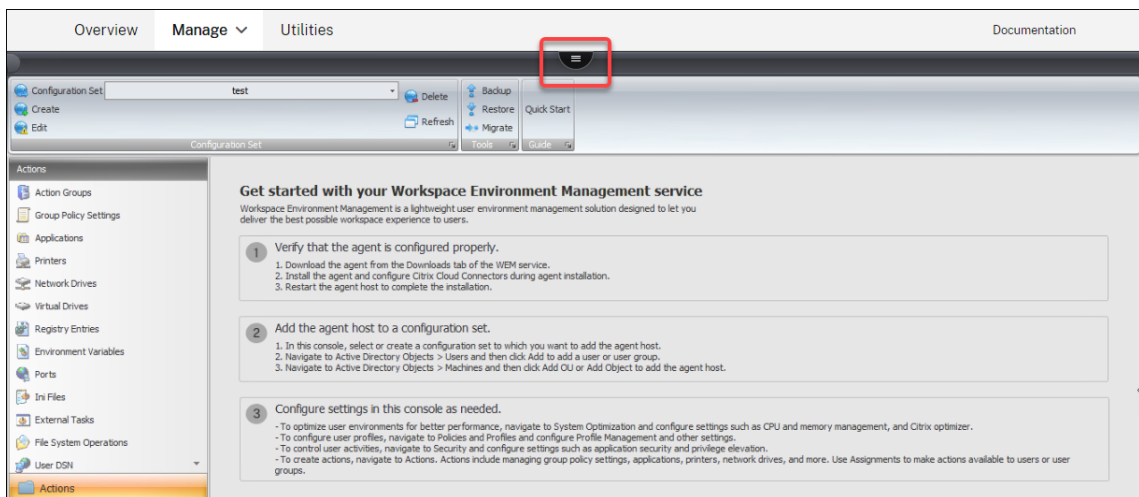 Overview Manage Utilities Documentation
Configuration Set test Delete Backup
Create Restore Quick Start
Edit Refresh Migrate
Configuration Set Tools Guide
Actions
Action Groups
Group Policy Settings
Applications
Printers
Network Drives
Virtual Drives
Registry Entries
Environment Variables
Ports
Ini Files
External Tasks
File System Operations
User DSN
Actions
Get started with your Workspace Environment Management service
Workspace Environment Management is a lightweight user environment management solution designed to let you
deliver the best possible workspace experience to users.
1 Verify that the agent is configured properly.
1. Download the agent from the Downloads tab of the WEM service.
2. Install the agent and configure Citrix Cloud Connectors during agent installation.
3. Restart the agent host to complete the installation.
2 Add the agent host to a configuration set.
1. In this console, select or create a configuration set to which you want to add the agent host.
2. Navigate to Active Directory Objects > Users and then click Add to add a user or user group.
3. Navigate to Active Directory Objects > Machines and then click Add OU or Add Object to add the agent host.
3 Configure settings in this console as needed.
- To optimize user environments for better performance, navigate to System Optimization and configure settings such as CPU and memory management, and Citrix optimizer.
- To configure user profiles, navigate to Policies and Profiles and configure Profile Management and other settings.
- To control user activities, navigate to Security and configure settings such as application security and privilege elevation.
- To create actions, navigate to Actions. Actions include managing group policy settings, applications, printers, network drives, and more. Use Assignments to make actions available to users or user
groups.